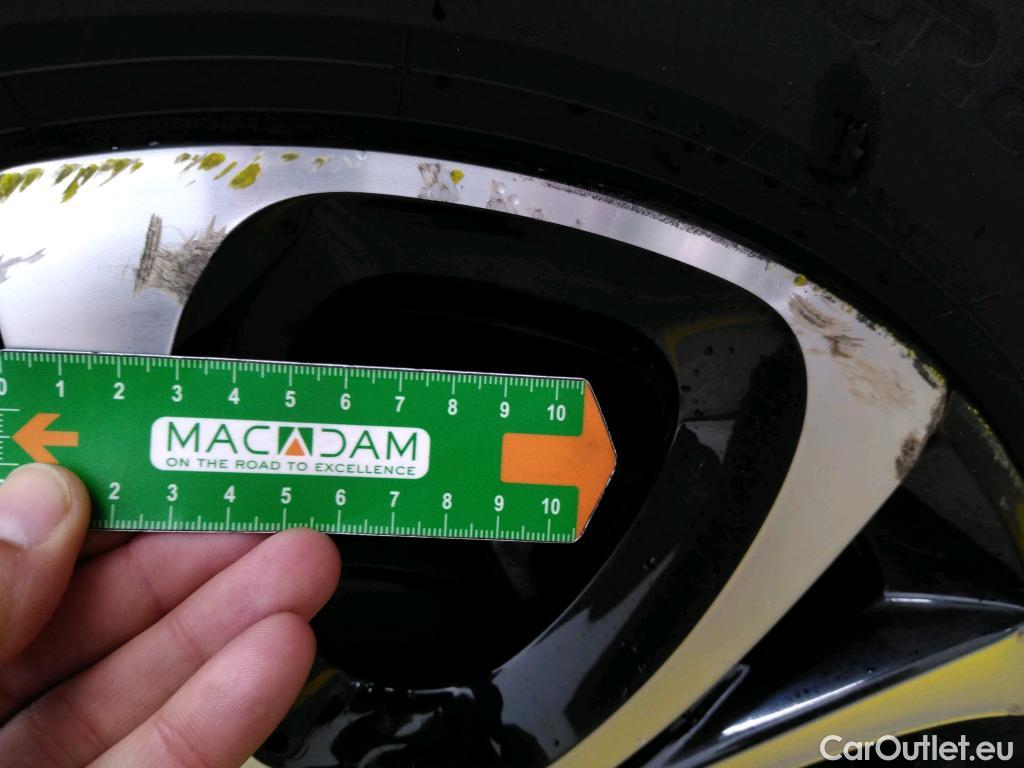 0 1 2 3 4 5 6 7 8 9 10
MACADAM
ON THE ROAD TO EXCELLENCE
2 3 4 5 6 7 8 9 10
CarOutlet.eu